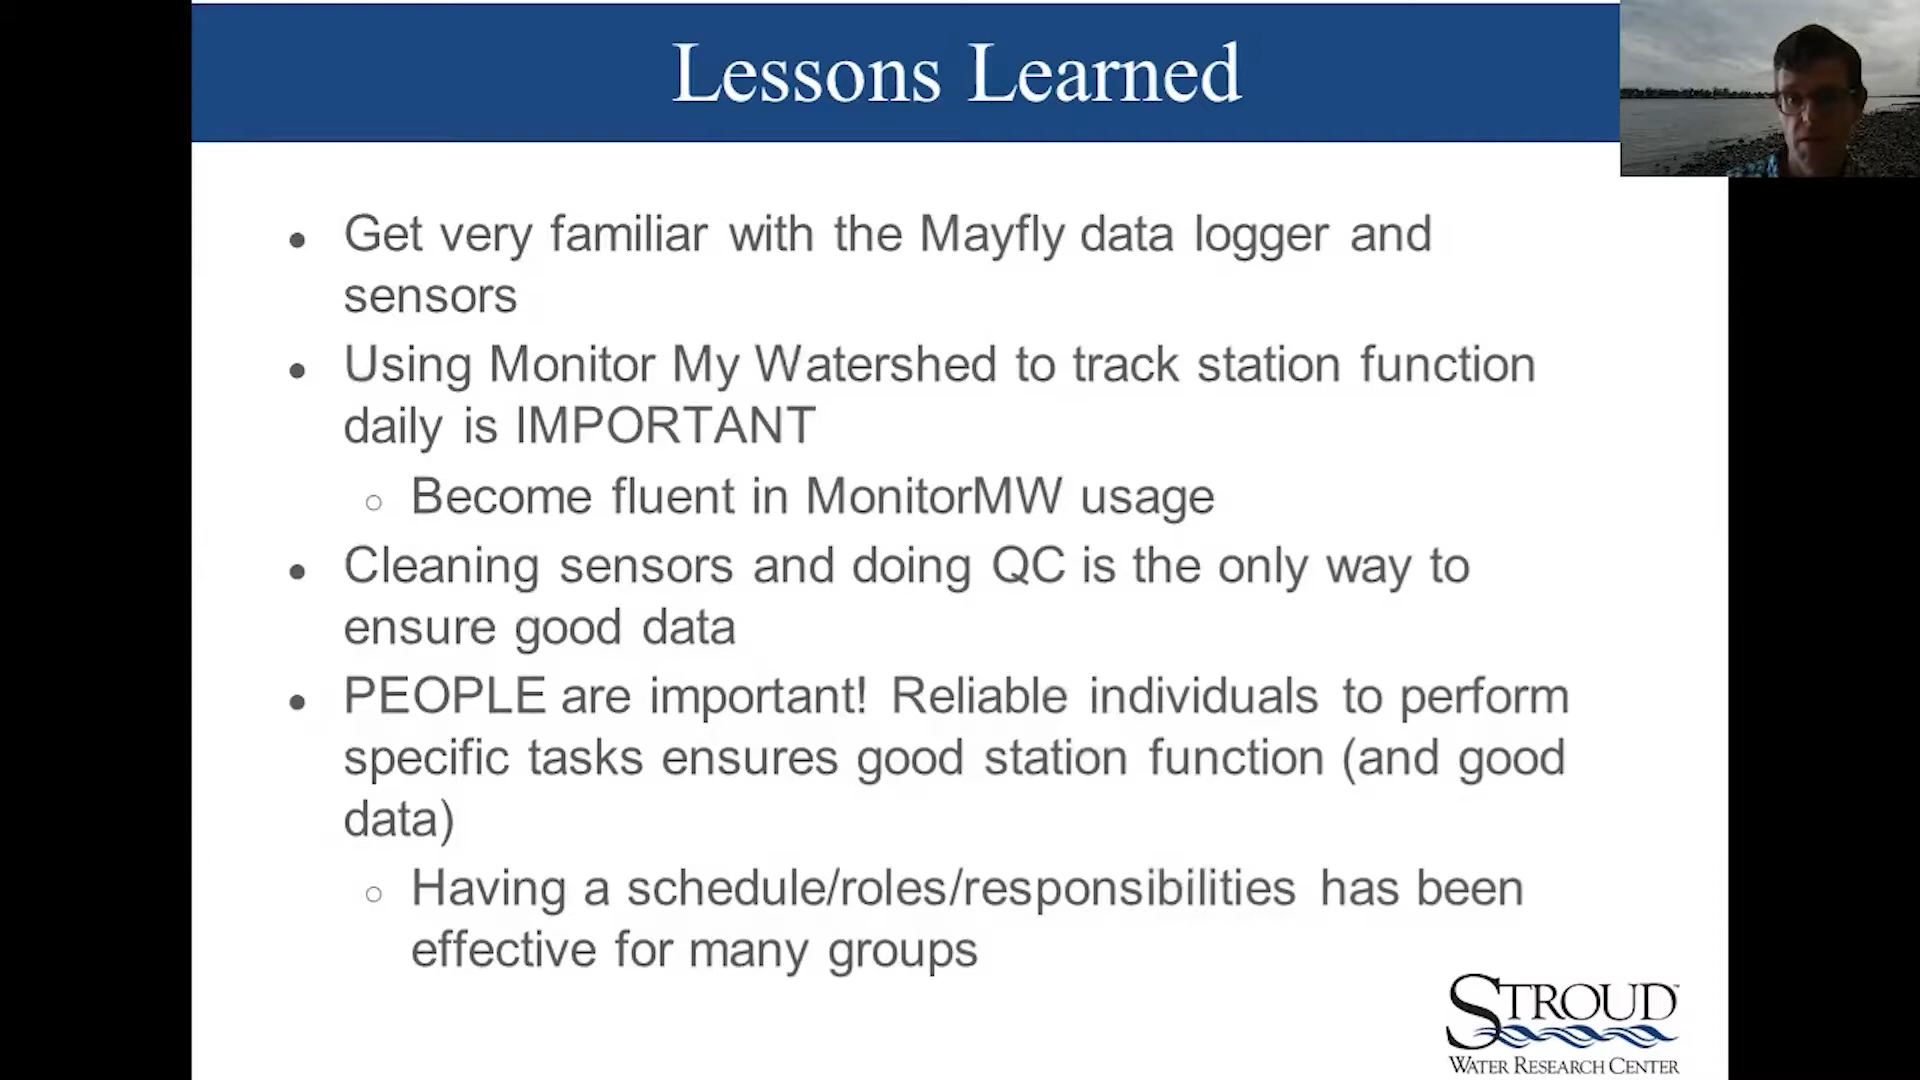 Lessons Learned
● Get very familiar with the Mayfly data logger and
sensors
● Using Monitor My Watershed to track station function
daily is IMPORTANT
○ Become fluent in MonitorMW usage
● Cleaning sensors and doing QC is the only way to
ensure good data
● PEOPLE are important! Reliable individuals to perform
specific tasks ensures good station function (and good
data)
○ Having a schedule/roles/responsibilities has been
effective for many groups
STROUD™
WATER RESEARCH CENTER